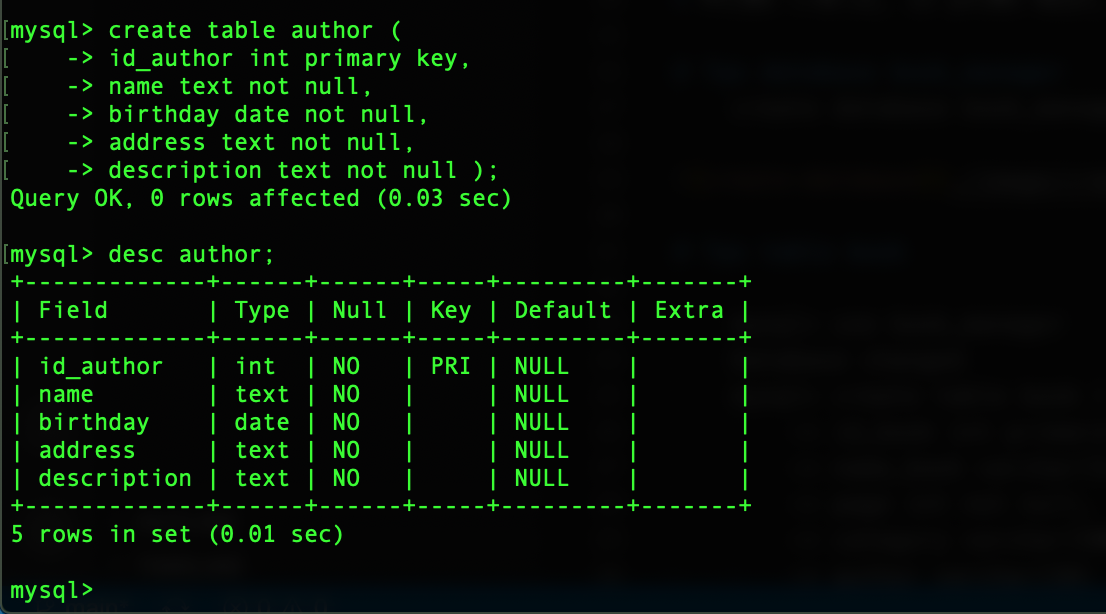 mysql> create table author (
    -> id_author int primary key,
    -> name text not null,
    -> birthday date not null,
    -> address text not null,
    -> description text not null );
Query OK, 0 rows affected (0.03 sec)
mysql> desc author;
+-------------+------+------+-----+---------+-------+
| Field       | Type | Null | Key | Default | Extra |
+-------------+------+------+-----+---------+-------+
| id_author   | int  | NO   | PRI | NULL    |       |
| name        | text | NO   |     | NULL    |       |
| birthday    | date | NO   |     | NULL    |       |
| address     | text | NO   |     | NULL    |       |
| description | text | NO   |     | NULL    |       |
+-------------+------+------+-----+---------+-------+
5 rows in set (0.01 sec)
mysql>